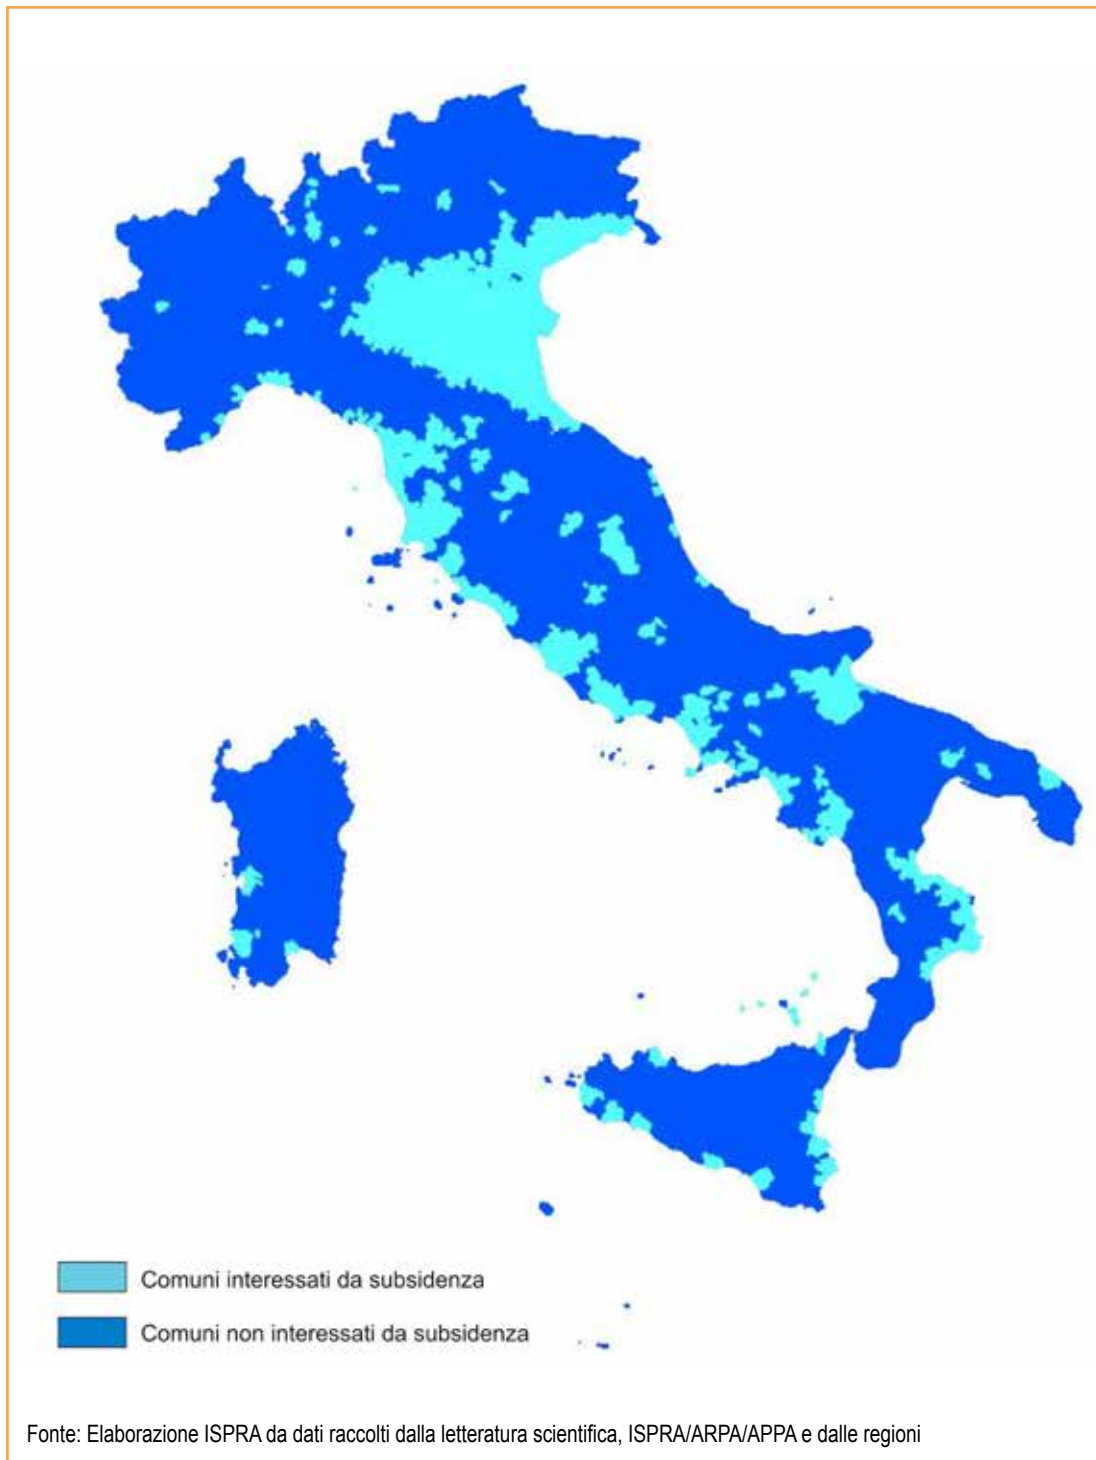 Comuni interessati da subsidenza
Comuni non interessati da subsidenza
Fonte: Elaborazione ISPRA da dati raccolti dalla letteratura scientifica, ISPRA/ARPA/APPA e dalle regioni